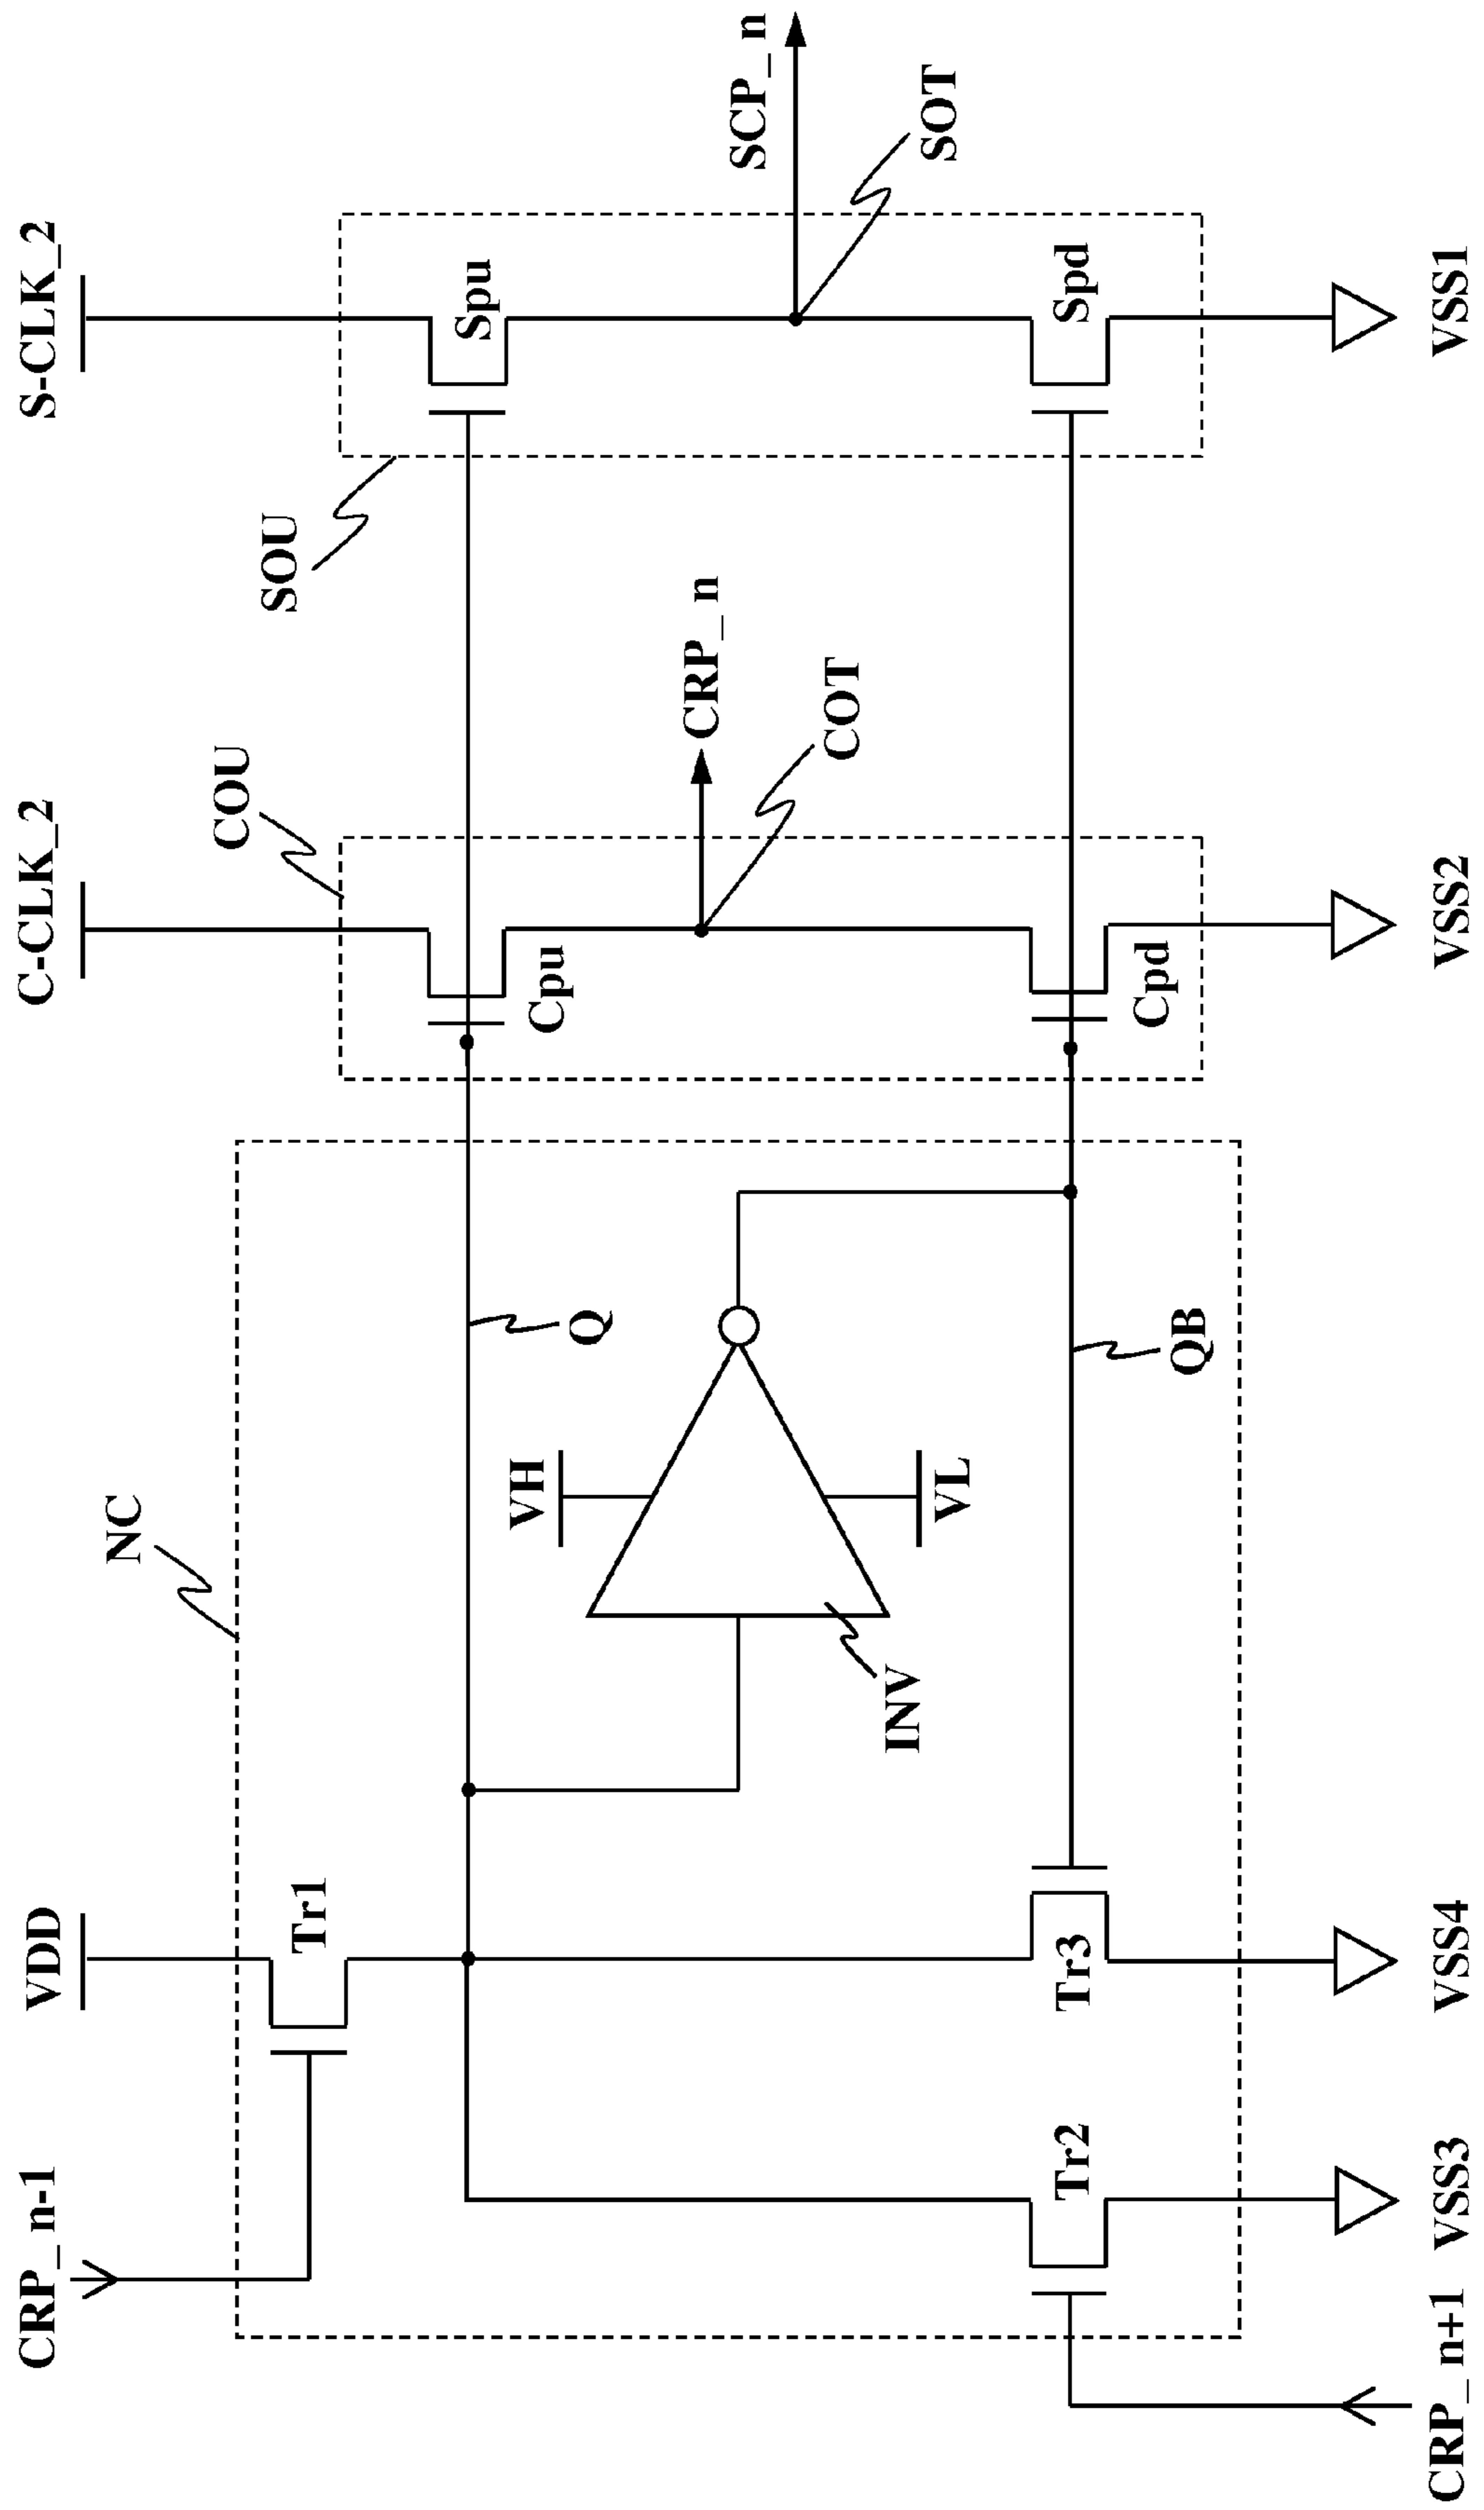 CRP_n-1
VDD
C-CLK_2
S-CLK_2
NC
COU
SOU
Tr1
Spu
Cpu
Q
VH
CRP_n
SCP_n
COT
SOT
INV
VL
Tr2
Tr3
Cpd
Spd
QB
CRP_n+1
VSS3
VSS4
VSS2
VSS1